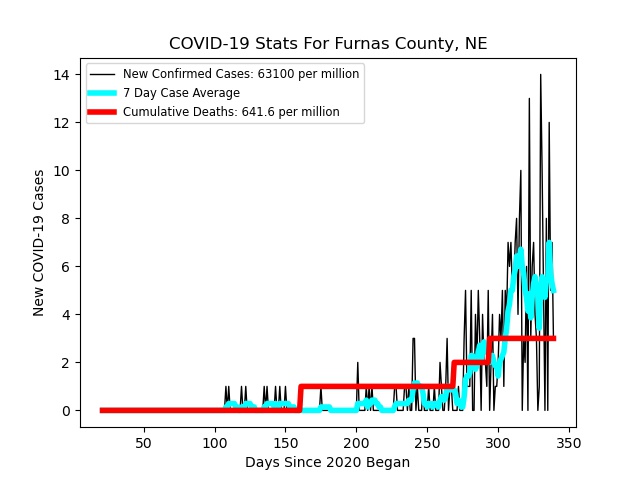 COVID-19 Stats For Furnas County, NE
New Confirmed Cases: 63100 per million
7 Day Case Average
Cumulative Deaths: 641.6 per million
New COVID-19 Cases
14
12
10
8
6
4
2
0
50 100 150 200 250 300 350
Days Since 2020 Began